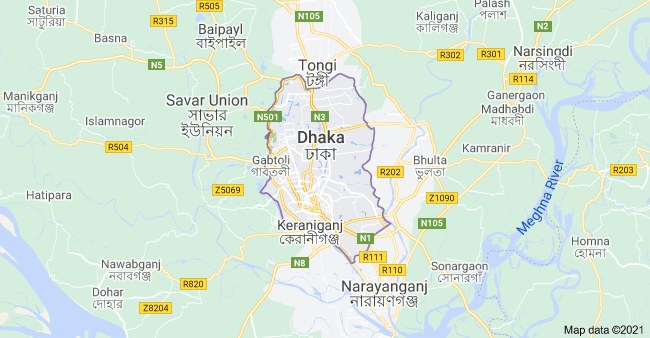 Saturia
সাটুরিয়া
R315
R505
Baipayl
বাইপাইল
N105
Kaliganj
কালিগঞ্জ
Palash
পলাশ
Basna
N5
Tongi
টঙ্গী
R302
R301
Narsingdi
নরসিংদী
R114
Manikganj
মানিকগঞ্জ
Savar Union
সাভার
ইউনিয়ন
Ganergaon
Madhabdi
মাধবদী
Islamnagor
N501
N3
Dhaka
ঢাকা
R504
Gabtoli
গাবতলী
Kamranir
Bhulta
ভুলতা
R202
R203
Hatipara
Z5069
Z1090
Meghna River
N105
Keraniganj
কেরানীগঞ্জ
N1
Homna
হোমনা
R111
N8
R110
Sonargaon
সোনারগাঁ
Nawabganj
নবাবগঞ্জ
R820
Narayanganj
নারায়ণগঞ্জ
Dohar
দোহার
Z8204
Map data ©2021